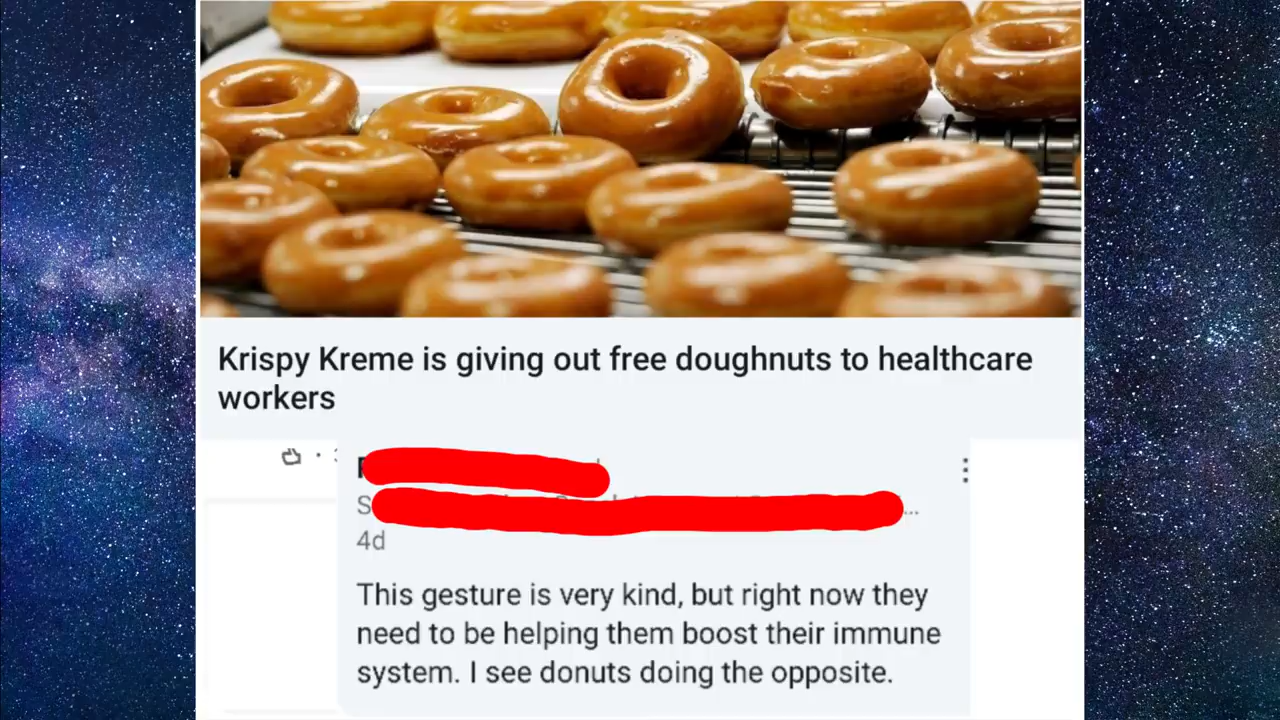 Krispy Kreme is giving out free doughnuts to healthcare
workers
4d
This gesture is very kind, but right now they
need to be helping them boost their immune
system. I see donuts doing the opposite.